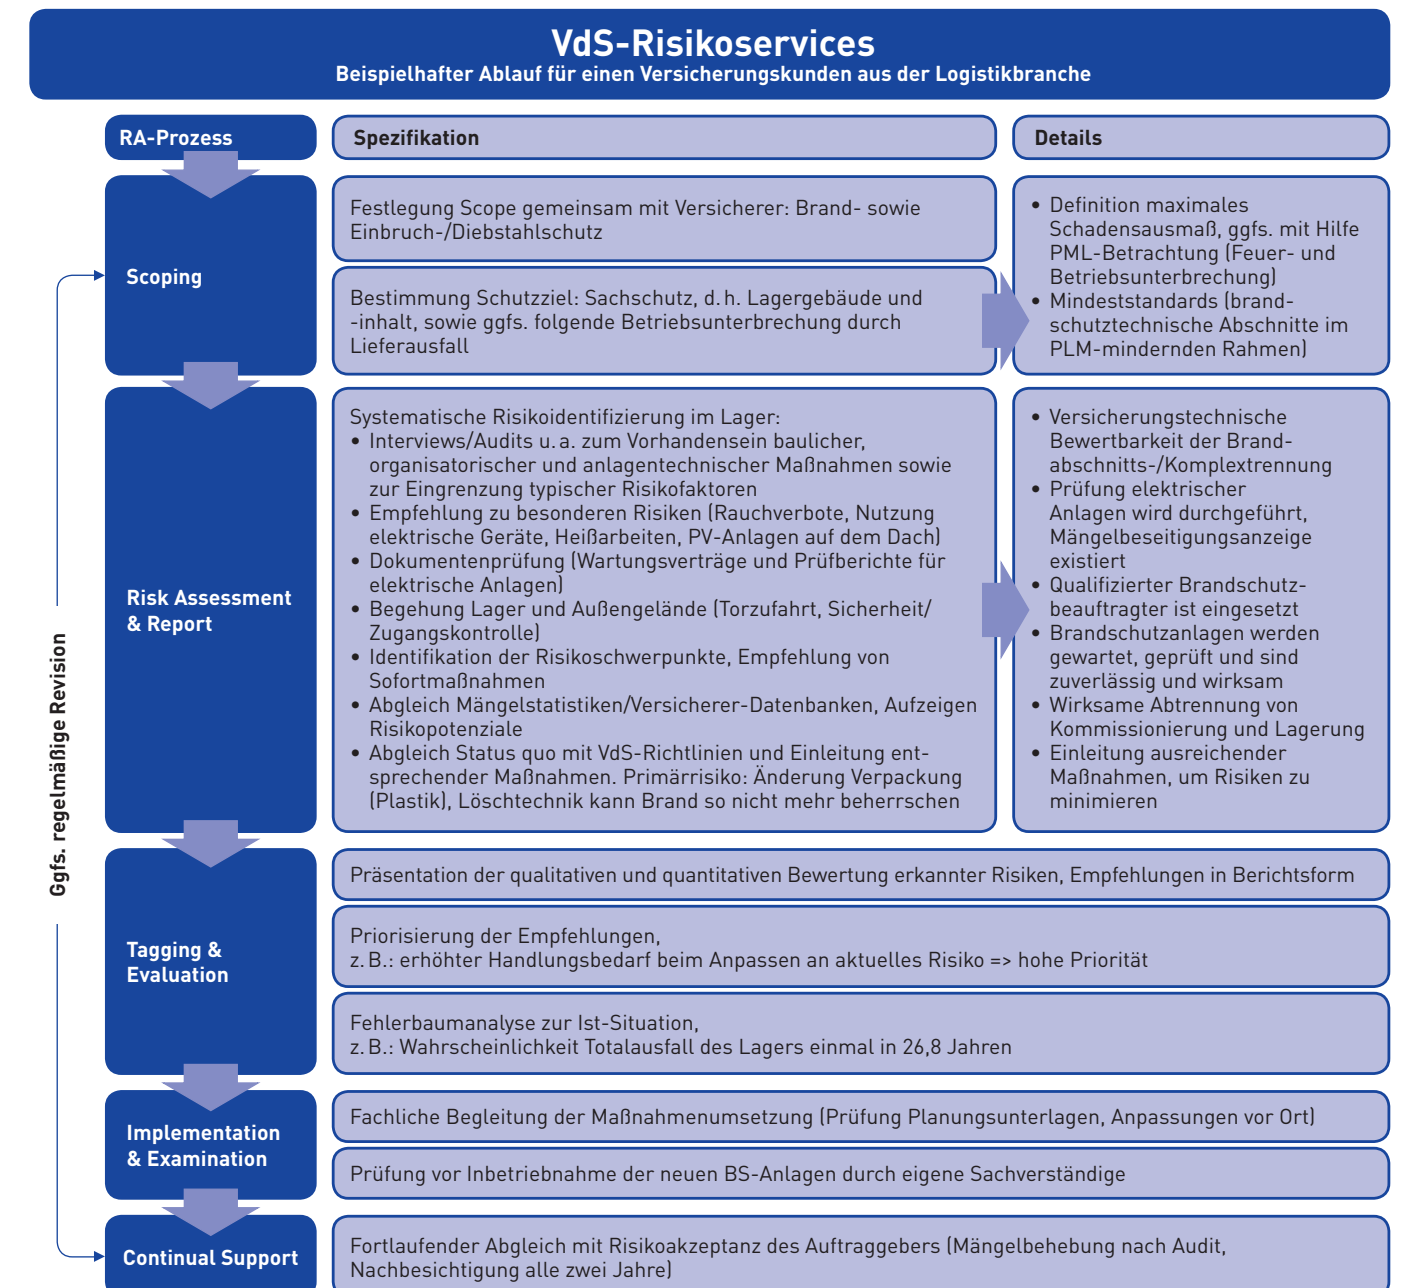 VdS-Risikoservices
Beispielhafter Ablauf für einen Versicherungskunden aus der Logistikbranche
RA-Prozess
Spezifikation
Details
Scoping
Festlegung Scope gemeinsam mit Versicherer: Brand- sowie
Einbruch-/Diebstahlschutz
Bestimmung Schutzziel: Sachschutz, d. h. Lagergebäude und
-inhalt, sowie ggfs. folgende Betriebsunterbrechung durch
Lieferausfall
• Definition maximales
Schadensausmaß, ggfs. mit Hilfe
PML-Betrachtung (Feuer- und
Betriebsunterbrechung)
• Mindeststandards (brand-
schutztechnische Abschnitte im
PLM-mindernden Rahmen)
Risk Assessment
& Report
Systematische Risikoidentifizierung im Lager:
• Interviews/Audits u. a. zum Vorhandensein baulicher,
organisatorischer und anlagentechnischer Maßnahmen sowie
zur Eingrenzung typischer Risikofaktoren
• Empfehlung zu besonderen Risiken (Rauchverbote, Nutzung
elektrische Geräte, Heißarbeiten, PV-Anlagen auf dem Dach)
• Dokumentenprüfung (Wartungsverträge und Prüfberichte für
elektrische Anlagen)
• Begehung Lager und Außengelände (Torzufahrt, Sicherheit/
Zugangskontrolle)
• Identifikation der Risikoschwerpunkte, Empfehlung von
Sofortmaßnahmen
• Abgleich Mängelstatistiken/Versicherer-Datenbanken, Aufzeigen
Risikopotenziale
• Abgleich Status quo mit VdS-Richtlinien und Einleitung ent-
sprechender Maßnahmen. Primärrisiko: Änderung Verpackung
(Plastik), Löschtechnik kann Brand so nicht mehr beherrschen
• Versicherungstechnische
Bewertbarkeit der Brand-
abschnitts-/Komplextrennung
• Prüfung elektrischer
Anlagen wird durchgeführt,
Mängelbeseitigungsanzeige
existiert
• Qualifizierter Brandschutz-
beauftragter ist eingesetzt
• Brandschutzanlagen werden
gewartet, geprüft und sind
zuverlässig und wirksam
• Wirksame Abtrennung von
Kommissionierung und Lagerung
• Einleitung ausreichender
Maßnahmen, um Risiken zu
minimieren
Ggfs. regelmäßige Revision
Tagging &
Evaluation
Präsentation der qualitativen und quantitativen Bewertung erkannter Risiken, Empfehlungen in Berichtsform
Priorisierung der Empfehlungen,
z. B.: erhöhter Handlungsbedarf beim Anpassen an aktuelles Risiko => hohe Priorität
Fehlerbaumanalyse zur Ist-Situation,
z. B.: Wahrscheinlichkeit Totalausfall des Lagers einmal in 26,8 Jahren
Implementation
& Examination
Fachliche Begleitung der Maßnahmenumsetzung (Prüfung Planungsunterlagen, Anpassungen vor Ort)
Prüfung vor Inbetriebnahme der neuen BS-Anlagen durch eigene Sachverständige
Continual Support
Fortlaufender Abgleich mit Risikoakzeptanz des Auftraggebers (Mängelbehebung nach Audit,
Nachbesichtigung alle zwei Jahre)